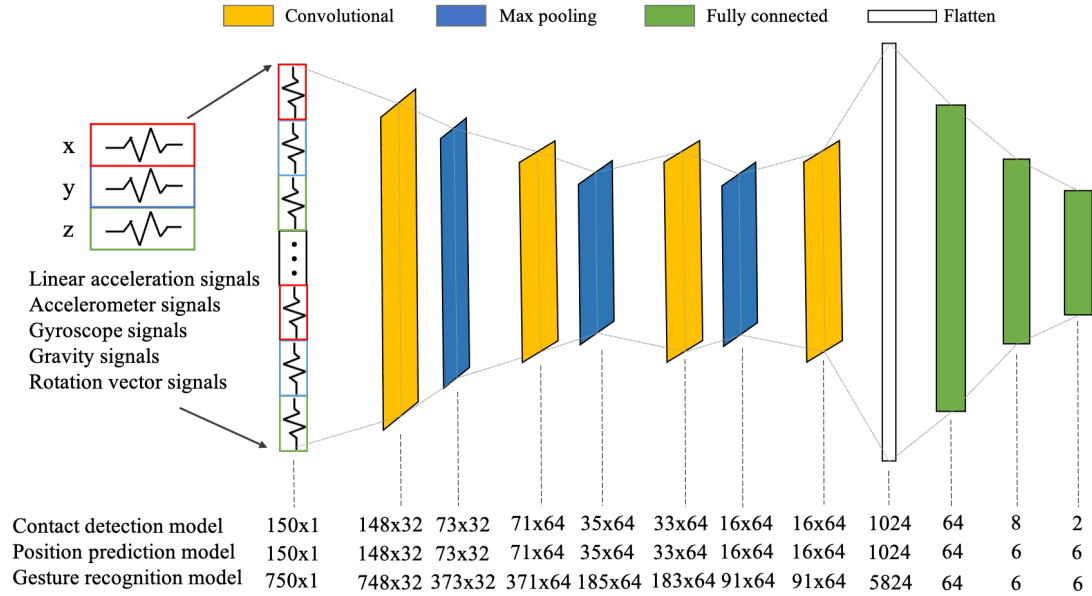 Convolutional Max pooling Fully connected Flatten
x
y
z
Linear acceleration signals
Accelerometer signals
Gyroscope signals
Gravity signals
Rotation vector signals
Contact detection model 150x1 148x32 73x32 71x64 35x64 33x64 16x64 16x64 1024 64 8 2
Position prediction model 150x1 148x32 73x32 71x64 35x64 33x64 16x64 16x64 1024 64 6 6
Gesture recognition model 750x1 748x32 373x32 371x64 185x64 183x64 91x64 91x64 5824 64 6 6